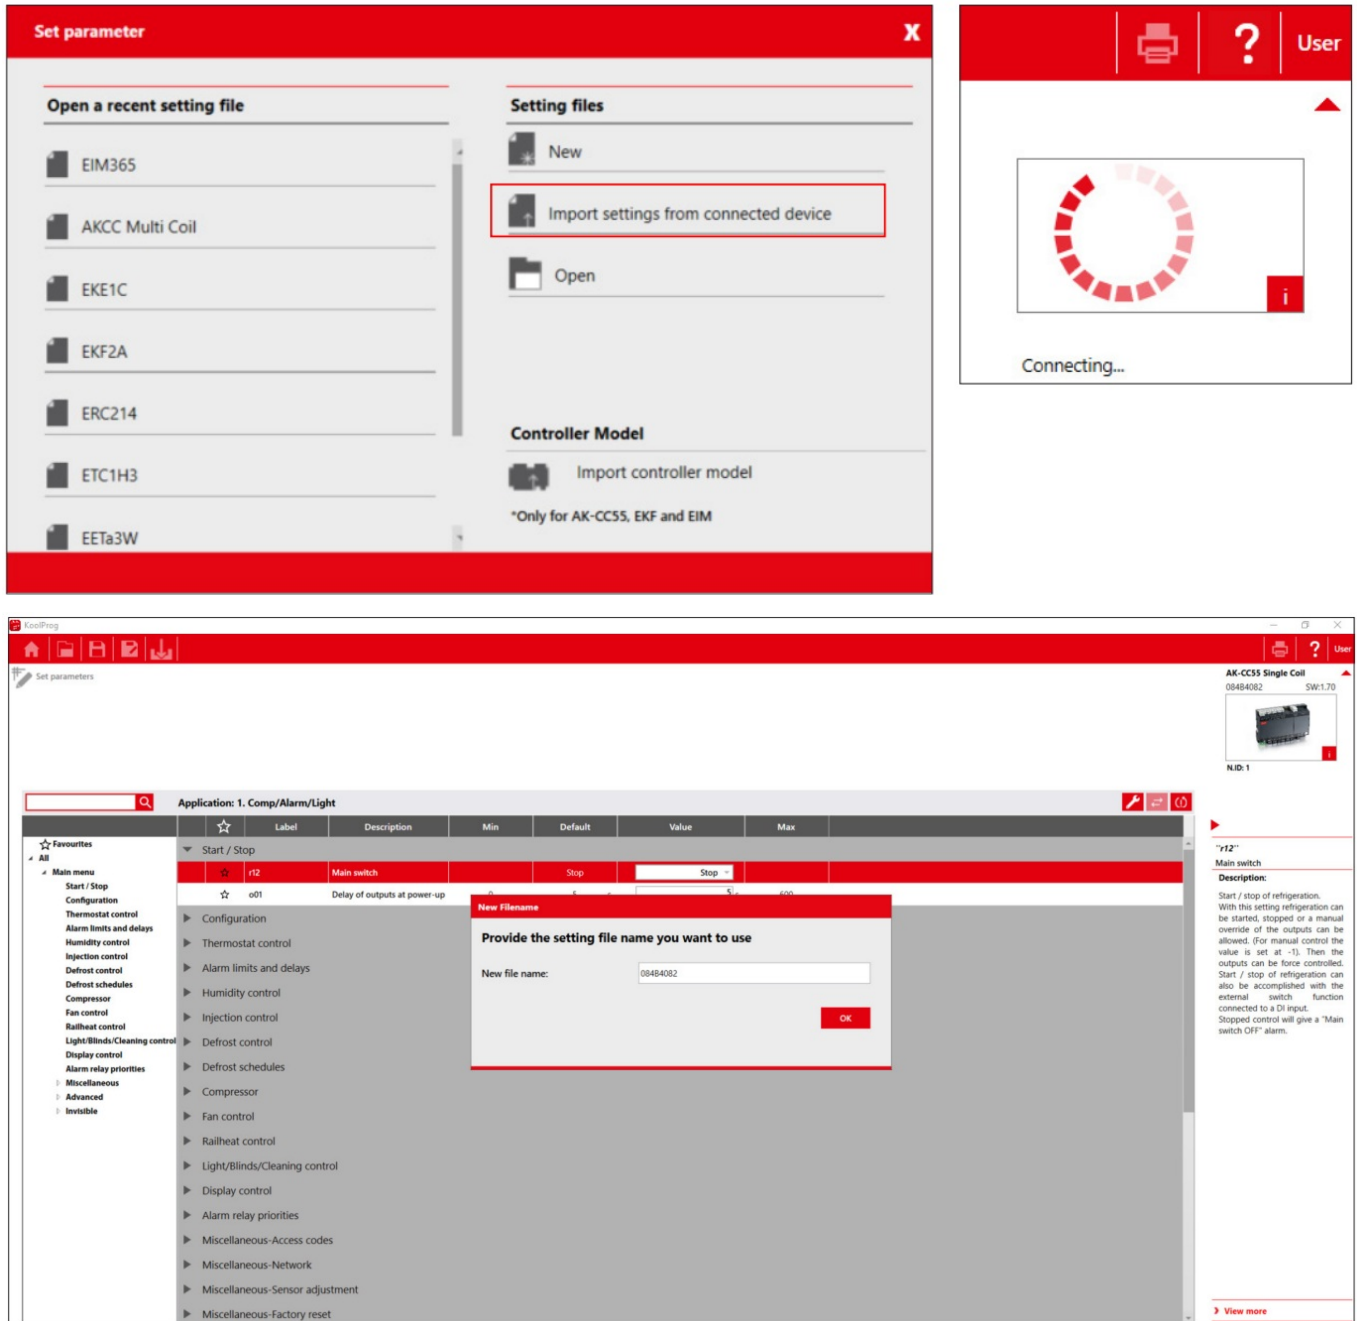 Set parameter
X
Open a recent setting file
EIM365
AKCC Multi Coil
EKE1C
EKF2A
ERC214
ETC1H3
EETa3W
Setting files
New
Import settings from connected device
Open
Controller Model
Import controller model
*Only for AK-CC55, EKF and EIM
? User
i
Connecting...
KoolProg
? User
Set parameters
AK-CC55 Single Coil
084B4082 SW:1.70
i
N.ID: 1
Application: 1. Comp/Alarm/Light
Label Description Min Default Value Max
Favourites
All
Main menu
Start / Stop
Configuration
Thermostat control
Alarm limits and delays
Humidity control
Injection control
Defrost control
Defrost schedules
Compressor
Fan control
Railheat control
Light/Blinds/Cleaning control
Display control
Alarm relay priorities
Miscellaneous
Advanced
Invisible
Start / Stop
r12 Main switch Stop Stop
o01 Delay of outputs at power-up 0 5 s 5 s 600
Configuration
Thermostat control
Alarm limits and delays
Humidity control
Injection control
Defrost control
Defrost schedules
Compressor
Fan control
Railheat control
Light/Blinds/Cleaning control
Display control
Alarm relay priorities
Miscellaneous-Access codes
Miscellaneous-Network
Miscellaneous-Sensor adjustment
Miscellaneous-Factory reset
New Filename
Provide the setting file name you want to use
New file name: 084B4082
OK
"r12"
Main switch
Description:
Start / stop of refrigeration.
With this setting refrigeration can
be started, stopped or a manual
override of the outputs can be
allowed. (For manual control the
value is set at -1). Then the
outputs can be force controlled.
Start / stop of refrigeration can
also be accomplished with the
external switch function
connected to a DI input.
Stopped control will give a "Main
switch OFF" alarm.
View more